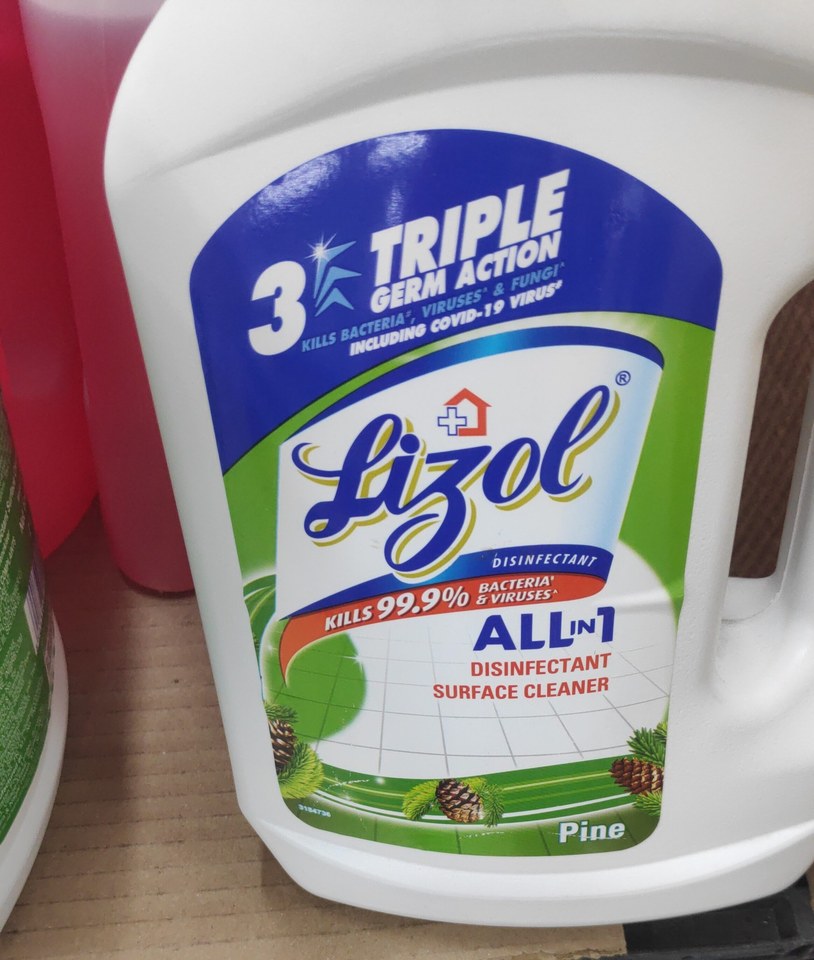 3 TRIPLE
GERM ACTION
KILLS BACTERIA#, VIRUSES^ & FUNGI^
INCLUDING COVID-19 VIRUS#
Lizol®
DISINFECTANT
KILLS 99.9% BACTERIA'
& VIRUSES^
ALL IN 1
DISINFECTANT
SURFACE CLEANER
3184736
Pine